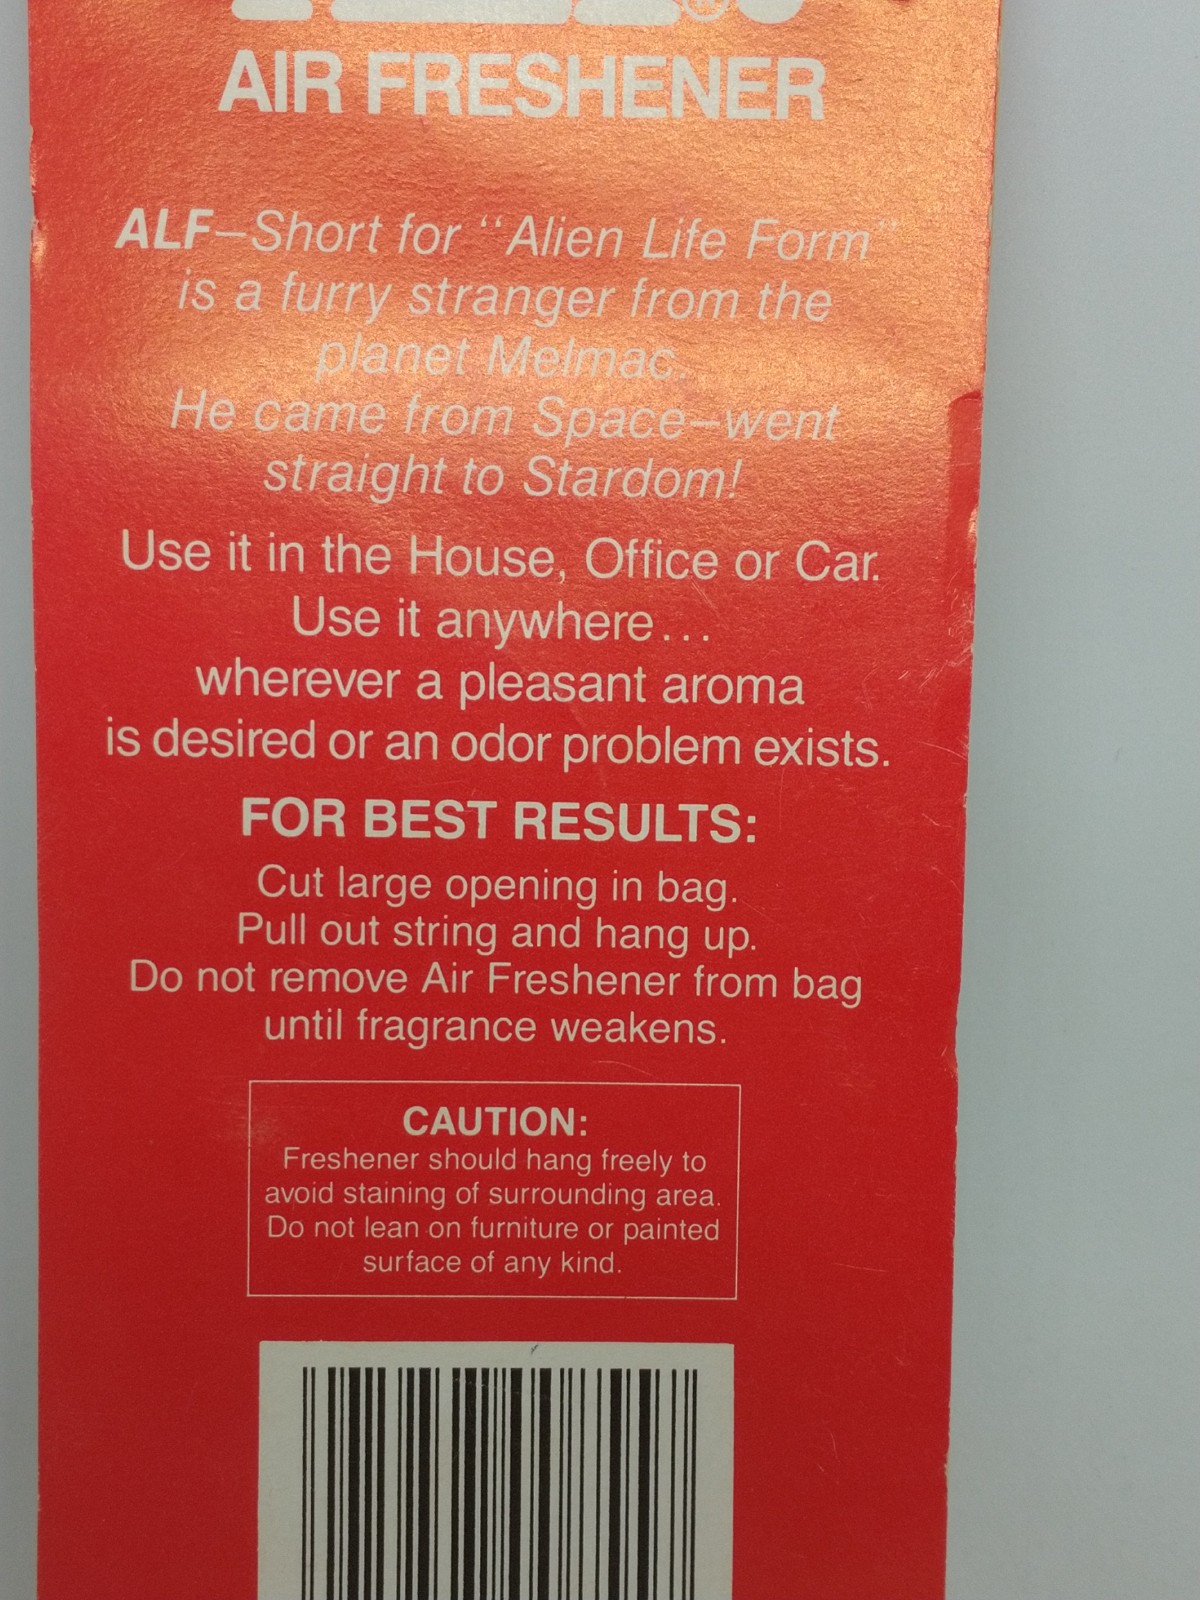 AIR FRESHENER
ALF–Short for "Alien Life Form"
is a furry stranger from the
planet Melmac.
He came from Space–went
straight to Stardom!
Use it in the House, Office or Car.
Use it anywhere...
wherever a pleasant aroma
is desired or an odor problem exists.
FOR BEST RESULTS:
Cut large opening in bag.
Pull out string and hang up.
Do not remove Air Freshener from bag
until fragrance weakens.
CAUTION:
Freshener should hang freely to
avoid staining of surrounding area.
Do not lean on furniture or painted
surface of any kind.